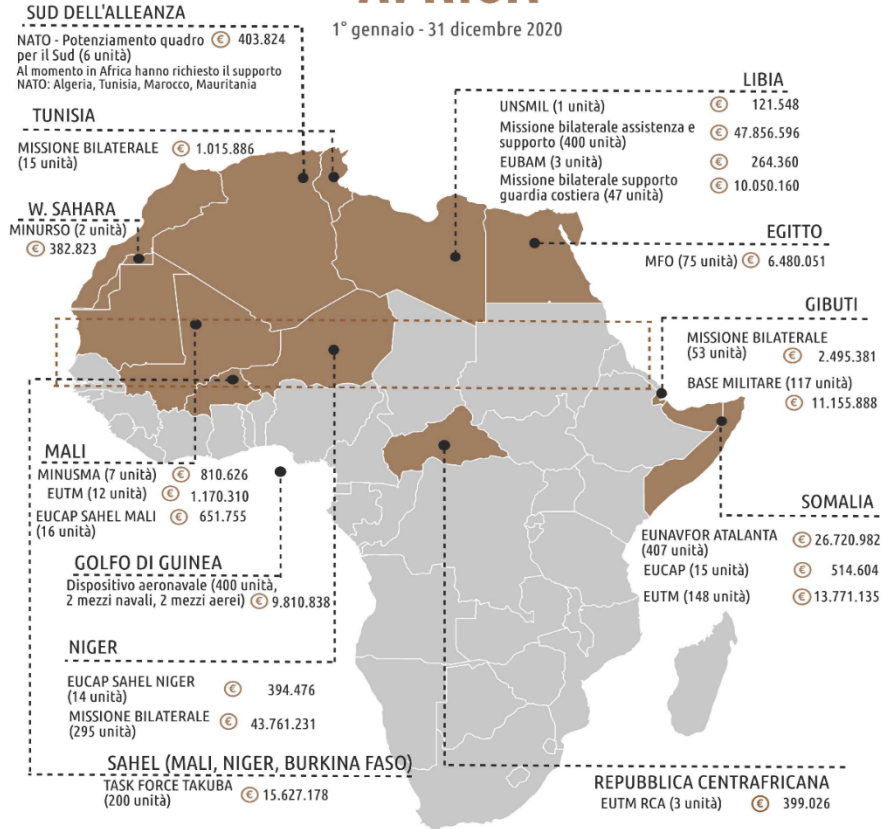 AFRICA
1° gennaio - 31 dicembre 2020
SUD DELL'ALLEANZA
NATO - Potenziamento quadro € 403.824
per il Sud (6 unità)
Al momento in Africa hanno richiesto il supporto
NATO: Algeria, Tunisia, Marocco, Mauritania
TUNISIA
MISSIONE BILATERALE € 1.015.886
(15 unità)
W. SAHARA
MINURSO (2 unità)
€ 382.823
LIBIA
UNSMIL (1 unità) € 121.548
Missione bilaterale assistenza e
supporto (400 unità) € 47.856.596
EUBAM (3 unità) € 264.360
Missione bilaterale supporto
guardia costiera (47 unità) € 10.050.160
EGITTO
MFO (75 unità) € 6.480.051
GIBUTI
MISSIONE BILATERALE
(53 unità) € 2.495.381
BASE MILITARE (117 unità)
€ 11.155.888
MALI
MINUSMA (7 unità) € 810.626
EUTM (12 unità) € 1.170.310
EUCAP SAHEL MALI € 651.755
(16 unità)
GOLFO DI GUINEA
Dispositivo aeronavale (400 unità,
2 mezzi navali, 2 mezzi aerei) € 9.810.838
SOMALIA
EUNAVFOR ATALANTA € 26.720.982
(407 unità)
EUCAP (15 unità) € 514.604
EUTM (148 unità) € 13.771.135
NIGER
EUCAP SAHEL NIGER € 394.476
(14 unità)
MISSIONE BILATERALE € 43.761.231
(295 unità)
SAHEL (MALI, NIGER, BURKINA FASO)
TASK FORCE TAKUBA
(200 unità) € 15.627.178
REPUBBLICA CENTRAFRICANA
EUTM RCA (3 unità) € 399.026